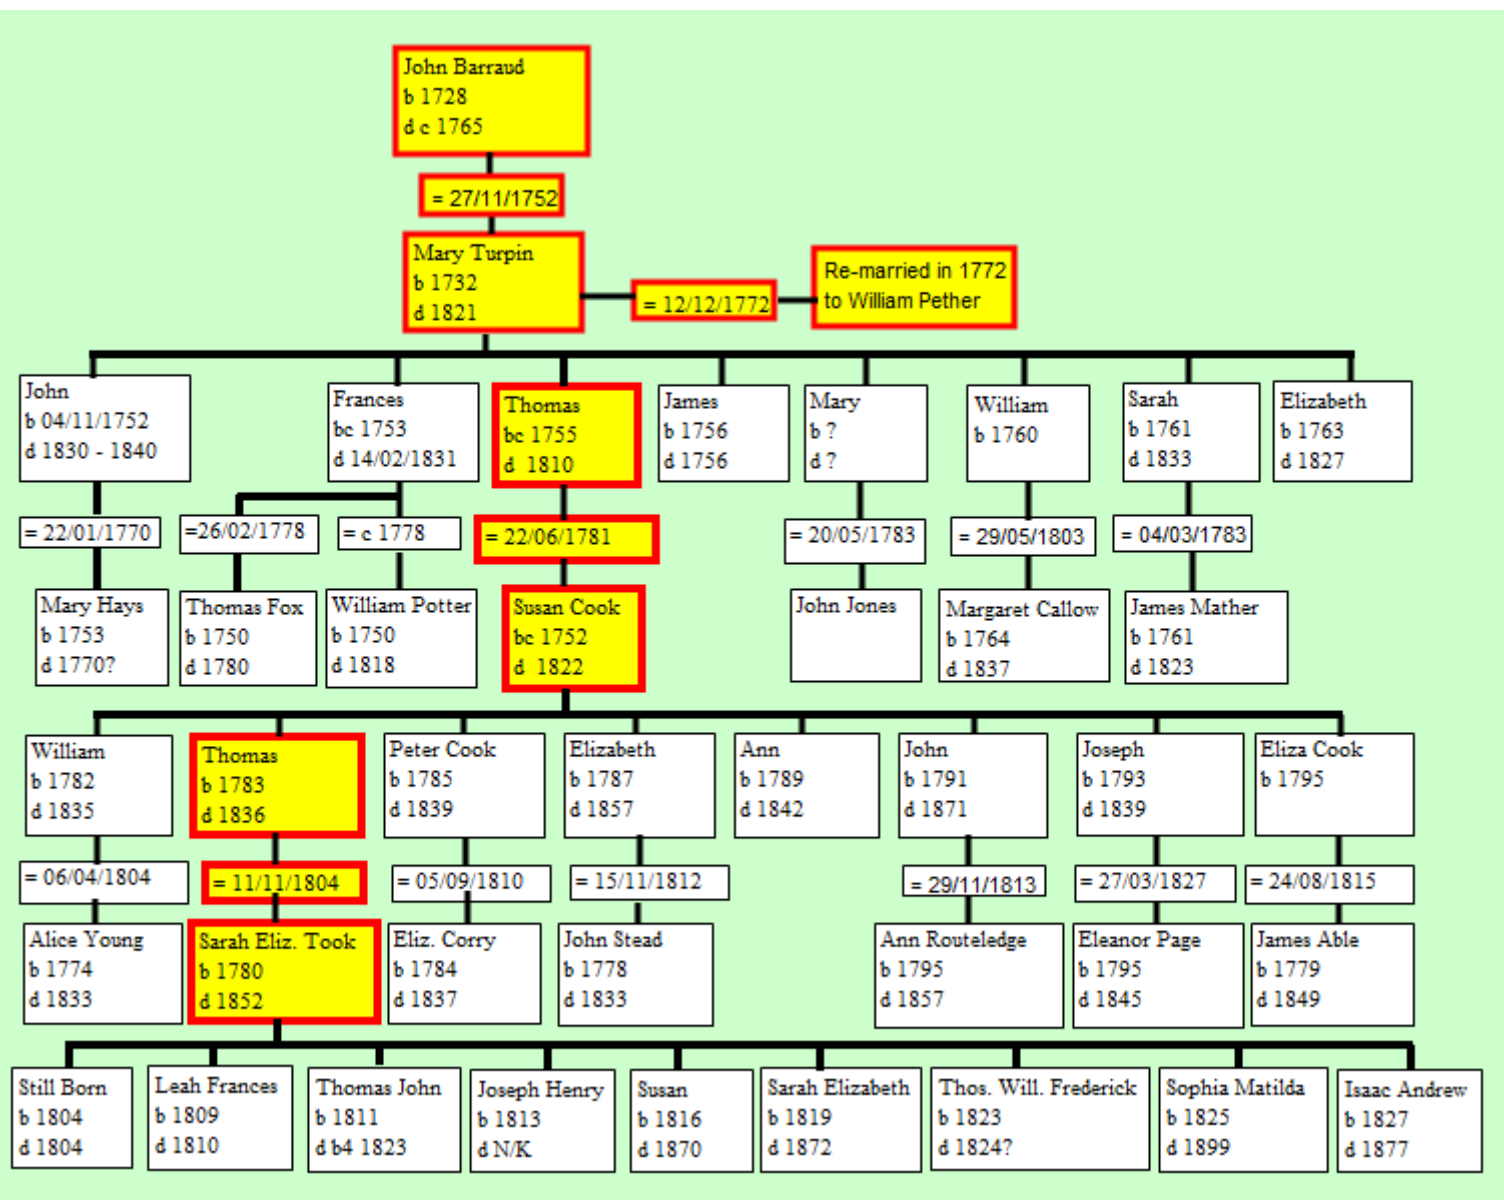 John Barraud
b 1728
d c 1765
= 27/11/1752
Mary Turpin
b 1732
d 1821
= 12/12/1772
Re-married in 1772
to William Pether
John
b 04/11/1752
d 1830 - 1840
Frances
bc 1753
d 14/02/1831
Thomas
bc 1755
d 1810
James
b 1756
d 1756
Mary
b ?
d ?
William
b 1760
Sarah
b 1761
d 1833
Elizabeth
b 1763
d 1827
= 22/01/1770
=26/02/1778
= c 1778
= 22/06/1781
= 20/05/1783
= 29/05/1803
= 04/03/1783
Mary Hays
b 1753
d 1770?
Thomas Fox
b 1750
d 1780
William Potter
b 1750
d 1818
Susan Cook
bc 1752
d 1822
John Jones
Margaret Callow
b 1764
d 1837
James Mather
b 1761
d 1823
William
b 1782
d 1835
Thomas
b 1783
d 1836
Peter Cook
b 1785
d 1839
Elizabeth
b 1787
d 1857
Ann
b 1789
d 1842
John
b 1791
d 1871
Joseph
b 1793
d 1839
Eliza Cook
b 1795
= 06/04/1804
= 11/11/1804
= 05/09/1810
= 15/11/1812
= 29/11/1813
= 27/03/1827
= 24/08/1815
Alice Young
b 1774
d 1833
Sarah Eliz. Took
b 1780
d 1852
Eliz. Corry
b 1784
d 1837
John Stead
b 1778
d 1833
Ann Routeledge
b 1795
d 1857
Eleanor Page
b 1795
d 1845
James Able
b 1779
d 1849
Still Born
b 1804
d 1804
Leah Frances
b 1809
d 1810
Thomas John
b 1811
d b4 1823
Joseph Henry
b 1813
d N/K
Susan
b 1816
d 1870
Sarah Elizabeth
b 1819
d 1872
Thos. Will. Frederick
b 1823
d 1824?
Sophia Matilda
b 1825
d 1899
Isaac Andrew
b 1827
d 1877